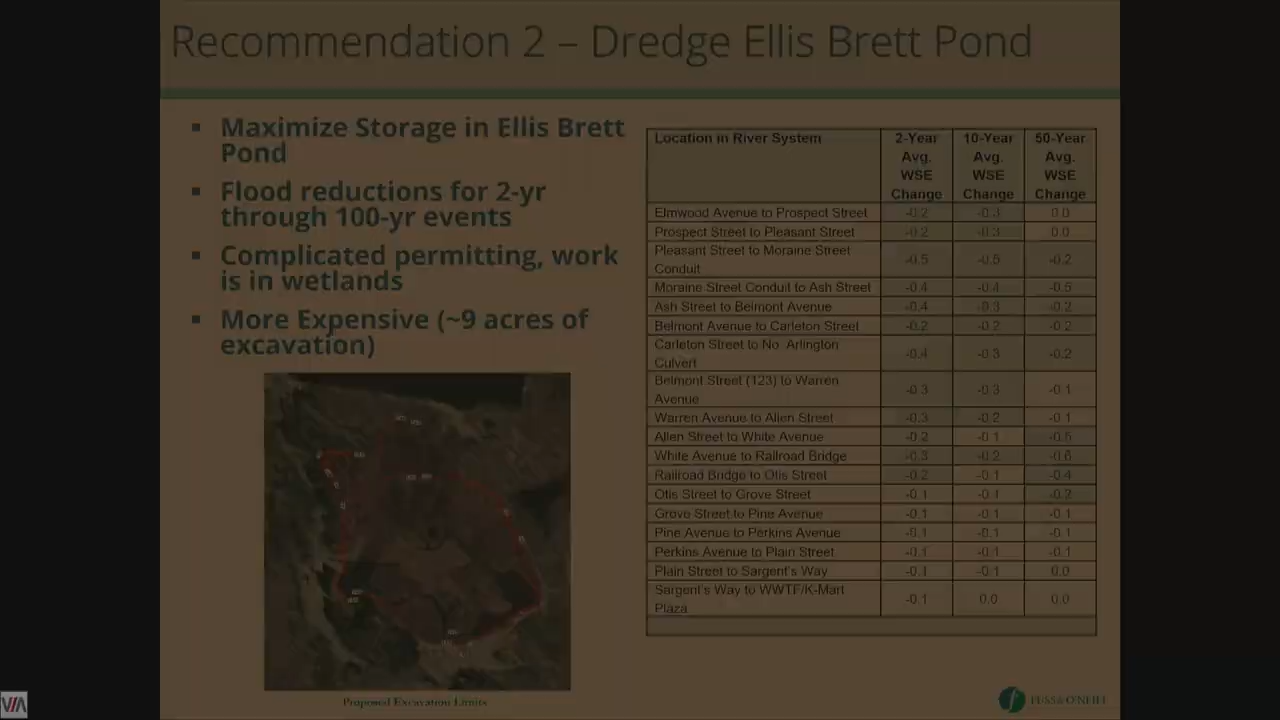 Recommendation 2 – Dredge Ellis Brett Pond
▪ Maximize Storage in Ellis Brett
Pond
▪ Flood reductions for 2-yr
through 100-yr events
▪ Complicated permitting, work
is in wetlands
▪ More Expensive (~9 acres of
excavation)
Proposed Excavation Limits
Location in River System 2-Year Avg. WSE Change 10-Year Avg. WSE Change 50-Year Avg. WSE Change
Elmwood Avenue to Prospect Street -0.2 -0.3 0.0
Prospect Street to Pleasant Street -0.2 -0.3 0.0
Pleasant Street to Moraine Street
Conduit -0.5 -0.5 -0.2
Moraine Street Conduit to Ash Street -0.4 -0.4 -0.5
Ash Street to Belmont Avenue -0.4 -0.3 -0.2
Belmont Avenue to Carleton Street -0.2 -0.2 -0.2
Carleton Street to No. Arlington
Culvert -0.4 -0.3 -0.2
Belmont Street (123) to Warren
Avenue -0.3 -0.3 -0.1
Warren Avenue to Allen Street -0.3 -0.2 -0.1
Allen Street to White Avenue -0.2 -0.1 -0.5
White Avenue to Railroad Bridge -0.3 -0.2 -0.6
Railroad Bridge to Otis Street -0.2 -0.1 -0.4
Otis Street to Grove Street -0.1 -0.1 -0.2
Grove Street to Pine Avenue -0.1 -0.1 -0.1
Pine Avenue to Perkins Avenue -0.1 -0.1 -0.1
Perkins Avenue to Plain Street -0.1 -0.1 -0.1
Plain Street to Sargent's Way -0.1 -0.1 0.0
Sargent's Way to WWTF/K-Mart
Plaza -0.1 0.0 0.0
FUSS & O'NEILL
VIA